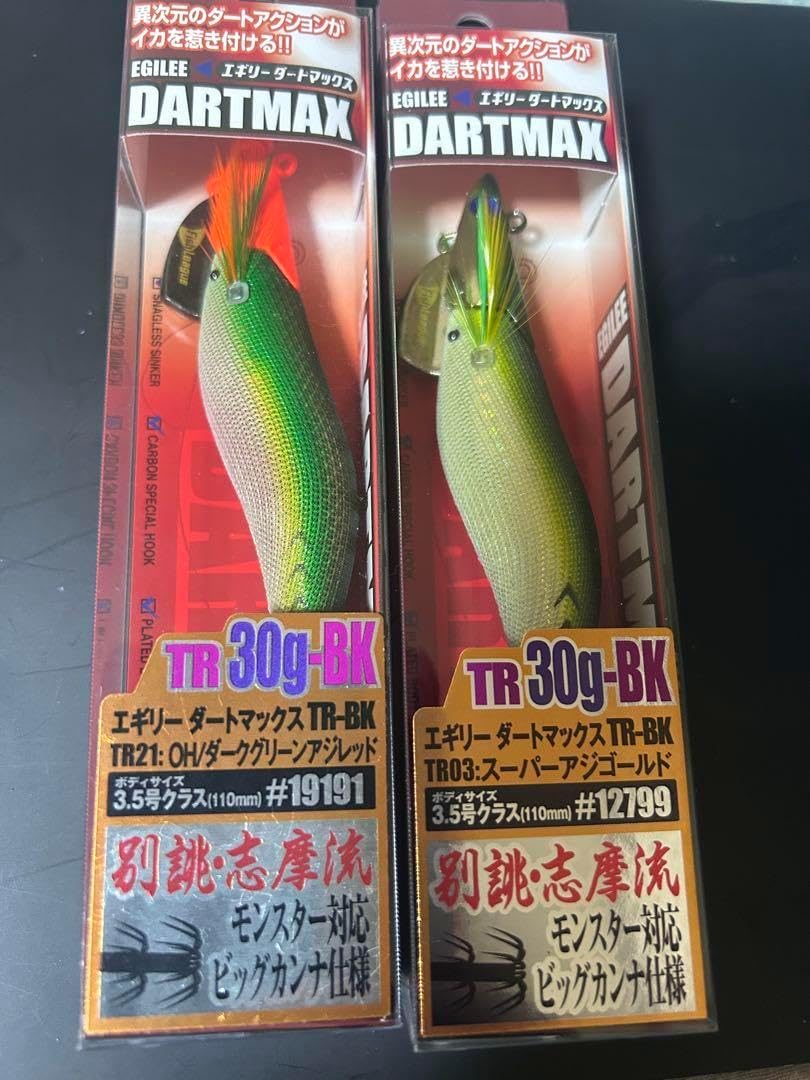 異次元のダートアクションが
イカを惹き付ける!!
EGILEE エギリーダートマックス
DARTMAX
FishLeague
SNAGLESS SINKER
CARBON SPECIAL HOOK
PLATED
TR 30g-BK
エギリー ダートマックス TR-BK
TR21: OH/ダークグリーンアジレッド
ボディサイズ
3.5号クラス(110mm) #19191
別誂・志摩流
モンスター対応
ビッグカンナ仕様
異次元のダートアクションが
イカを惹き付ける!!
EGILEE エギリーダートマックス
DARTMAX
EGILEE
DARTM
TR 30g-BK
エギリー ダートマックス TR-BK
TR03:スーパーアジゴールド
ボディサイズ
3.5号クラス(110mm) #12799
別誂・志摩流
モンスター対応
ビッグカンナ仕様